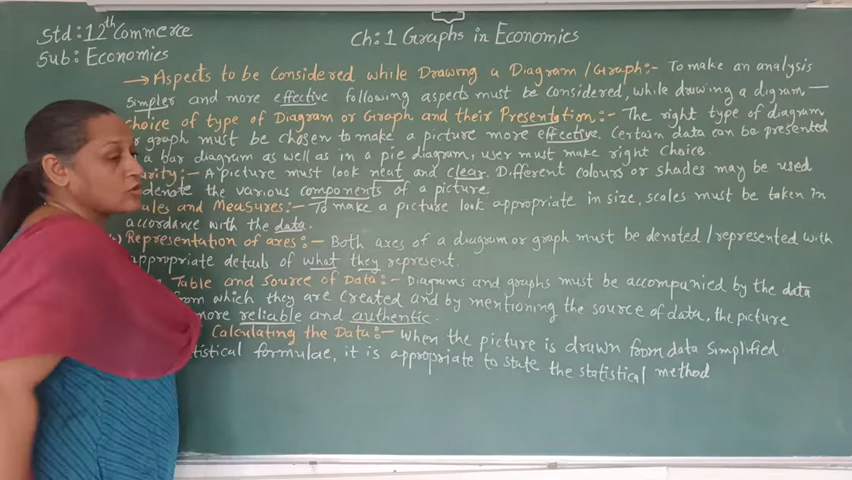 Std: 12th Commerce
Sub: Economics
Ch: 1 Graphs in Economics
→ Aspects to be Considered while Drawing a Diagram/Graph:- To make an analysis
simpler and more effective following aspects must be considered, while drawing a digram —
choice of type of Diagram or Graph and their Presentation:- The right type of diagram
or graph must be chosen to make a picture more effective. Certain data can be presented
a bar diagram as well as in a pie diagram, user must make right choice.
:- A picture must look neat and clear. Different colours or shades may be used
denote the various components of a picture.
and Measures:- To make a picture look appropriate in size, scales must be taken in
accordance with the data.
Representation of axes:- Both axes of a diagram or graph must be denoted/represented with
appropriate details of what they represent.
Table and Source of Data:- Diagrams and graphs must be accompanied by the data
from which they are created and by mentioning the source of data, the picture
more reliable and authentic.
Calculating the Data:- When the picture is drawn from data simplified
formulae, it is appropriate to state the statistical method